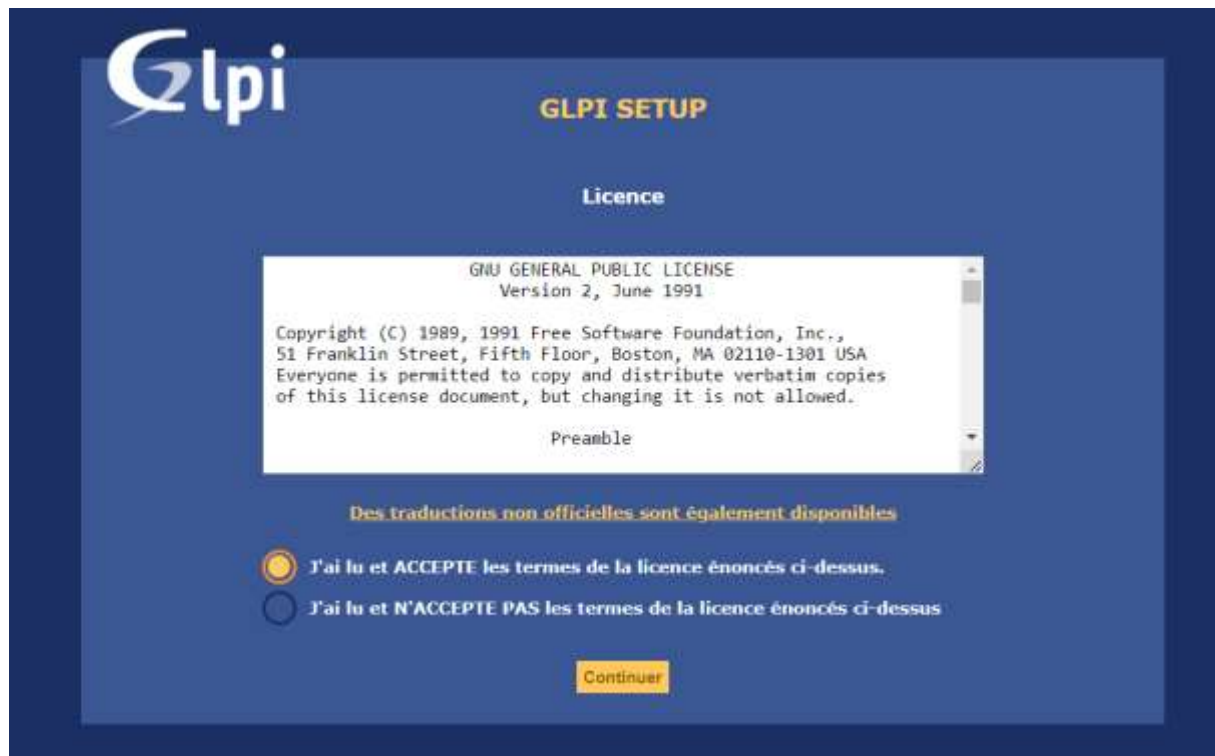 Glpi
GLPI SETUP
Licence
GNU GENERAL PUBLIC LICENSE
Version 2, June 1991
Copyright (C) 1989, 1991 Free Software Foundation, Inc.,
51 Franklin Street, Fifth Floor, Boston, MA 02110-1301 USA
Everyone is permitted to copy and distribute verbatim copies
of this license document, but changing it is not allowed.
Preamble
Des traductions non officielles sont également disponibles
J'ai lu et ACCEPTE les termes de la licence énoncés ci-dessus.
J'ai lu et N'ACCEPTE PAS les termes de la licence énoncés ci-dessus
Continuer